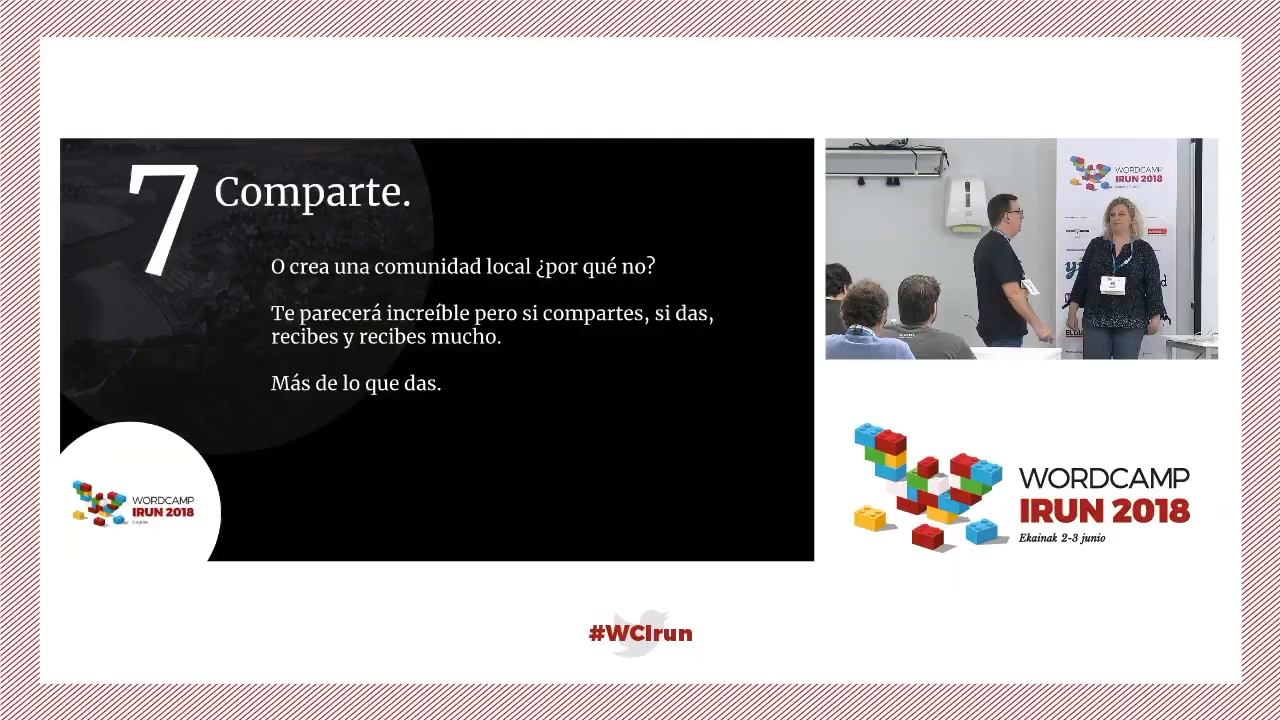 7
Comparte.
O crea una comunidad local ¿por qué no?
Te parecerá increíble pero si compartes, si das,
recibes y recibes mucho.
Más de lo que das.
WORDCAMP
IRUN 2018
WORDCAMP
IRUN 2018
WORDCAMP
IRUN 2018
Ekainak 2-3 junio
#WCIrun